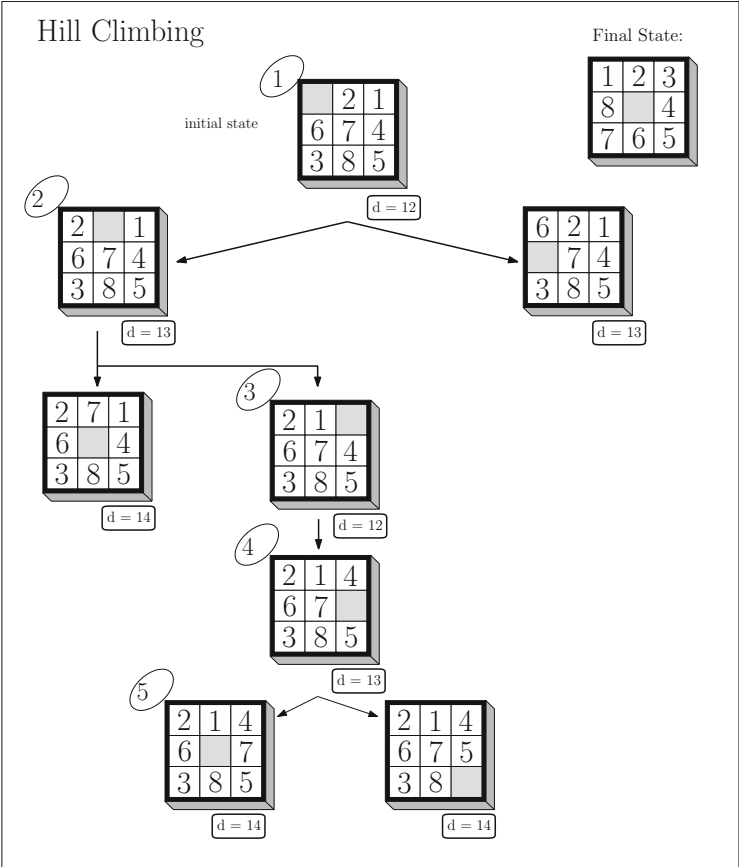 Hill Climbing
Final State:
1 2 3
8 4
7 6 5
1
initial state
2 1
6 7 4
3 8 5
d = 12
2
2 1
6 7 4
3 8 5
d = 13
6 2 1
7 4
3 8 5
d = 13
2 7 1
6 4
3 8 5
d = 14
3
2 1
6 7 4
3 8 5
d = 12
4
2 1 4
6 7
3 8 5
d = 13
5
2 1 4
6 7
3 8 5
d = 14
2 1 4
6 7 5
3 8
d = 14